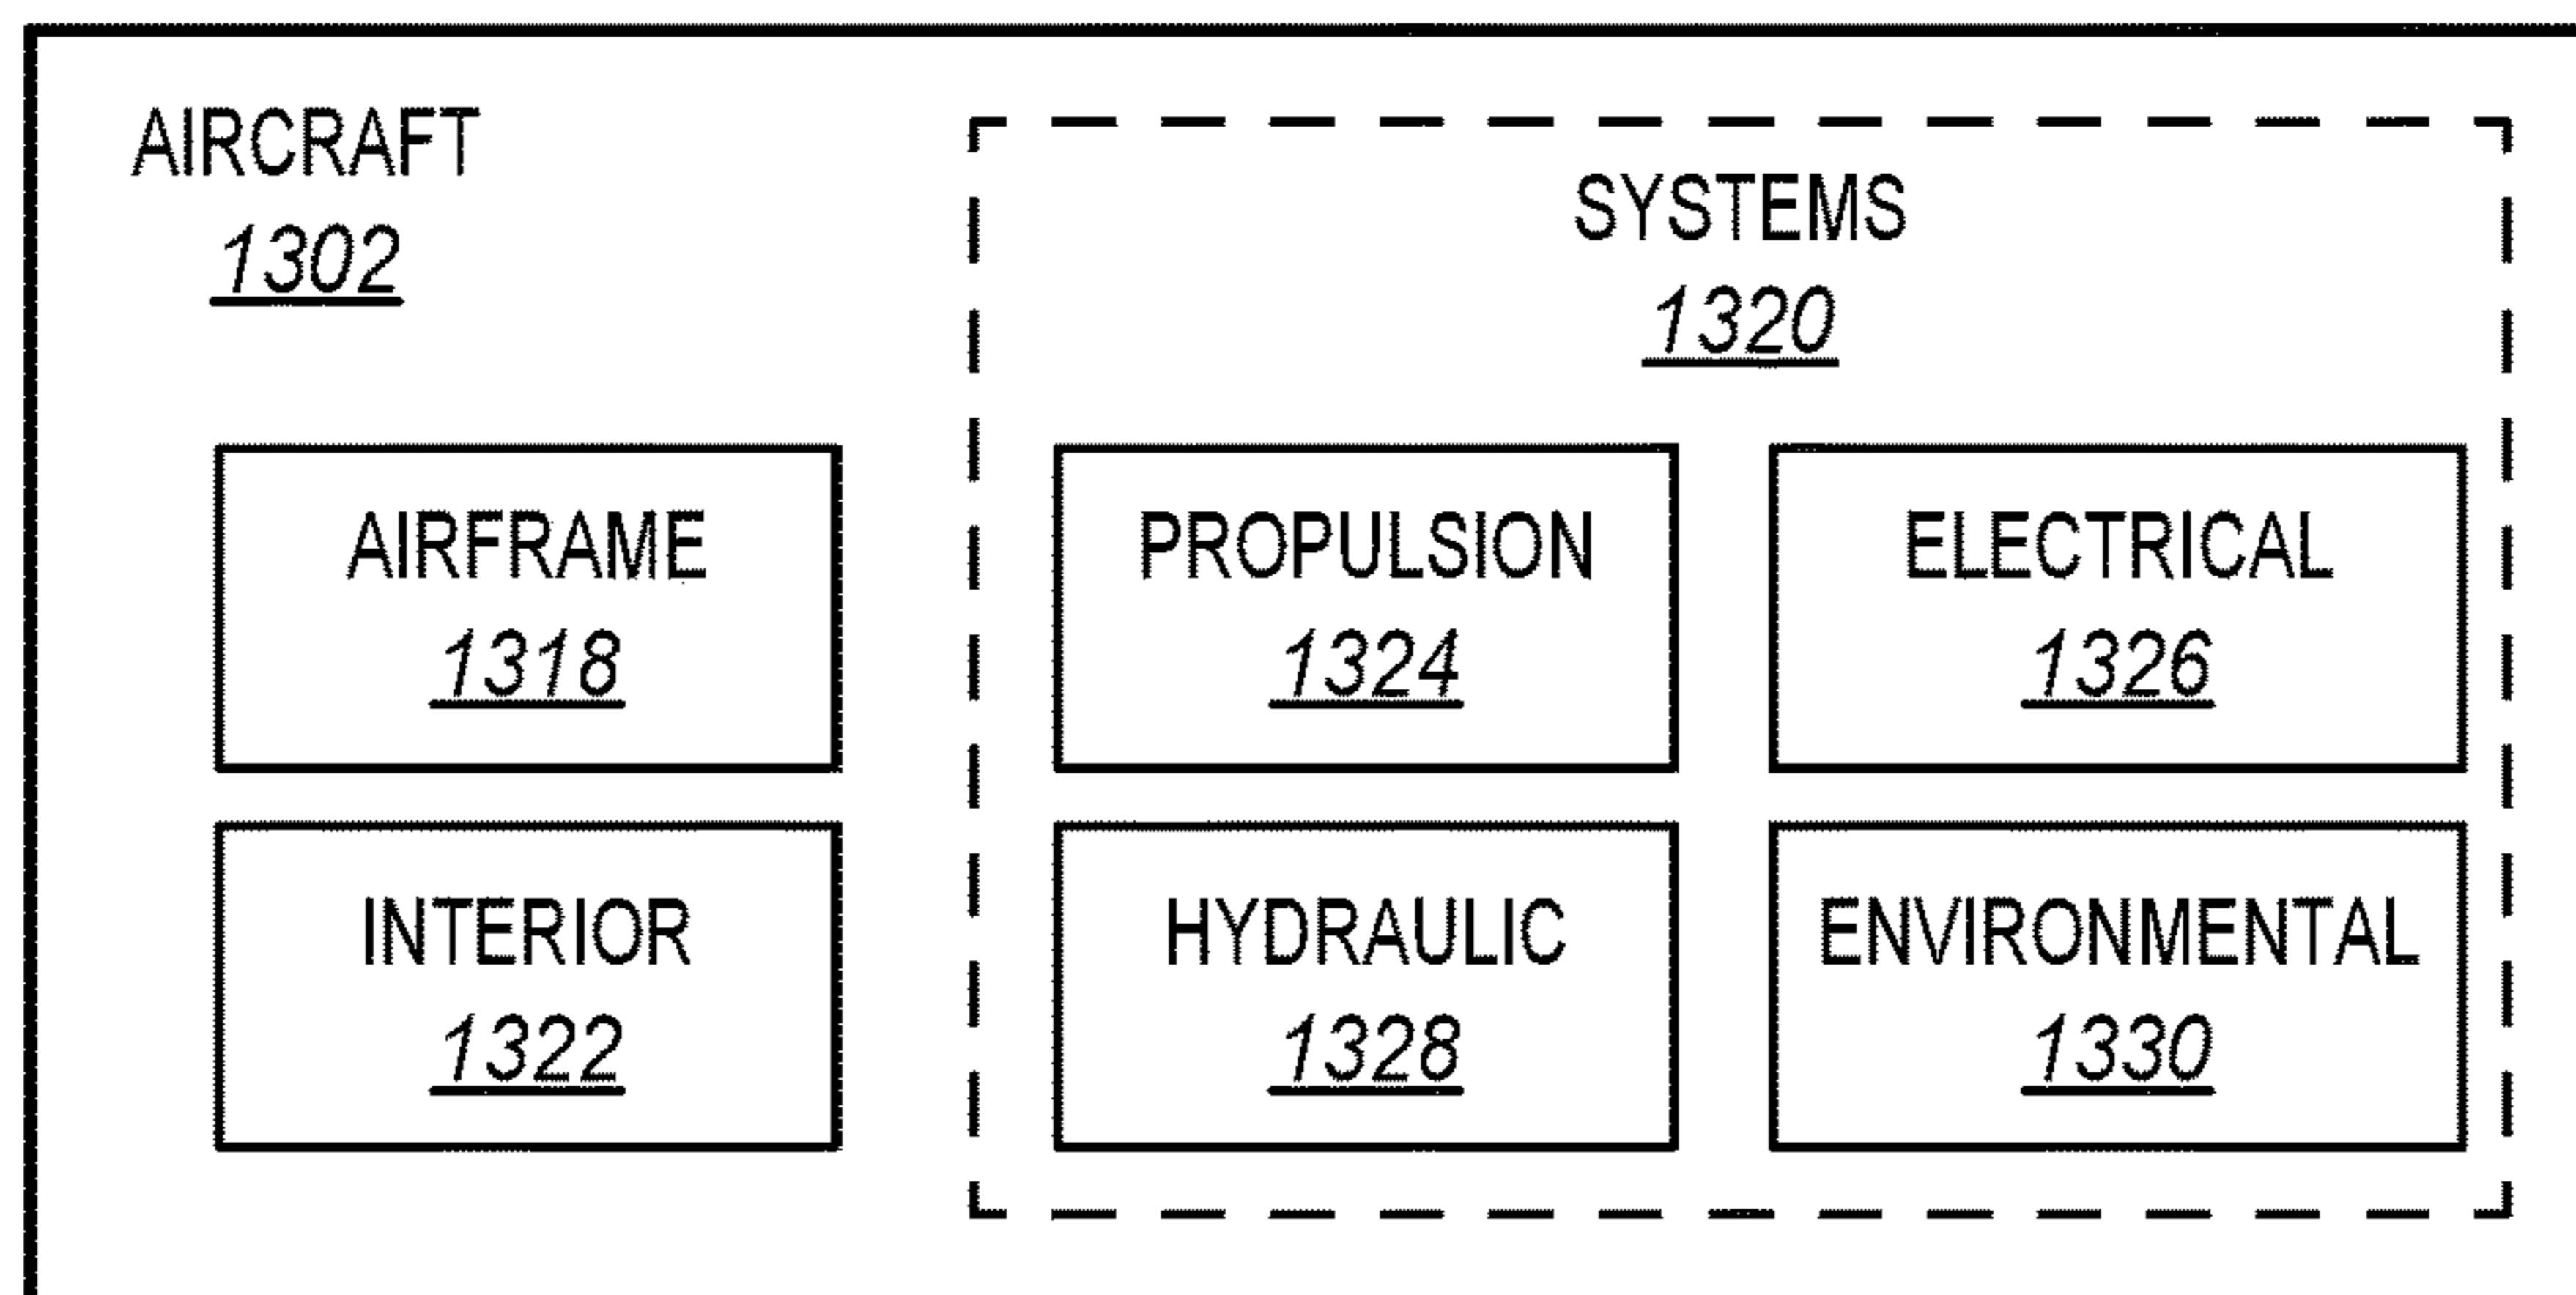 AIRCRAFT
1302
SYSTEMS
1320
AIRFRAME
1318
PROPULSION
1324
ELECTRICAL
1326
INTERIOR
1322
HYDRAULIC
1328
ENVIRONMENTAL
1330